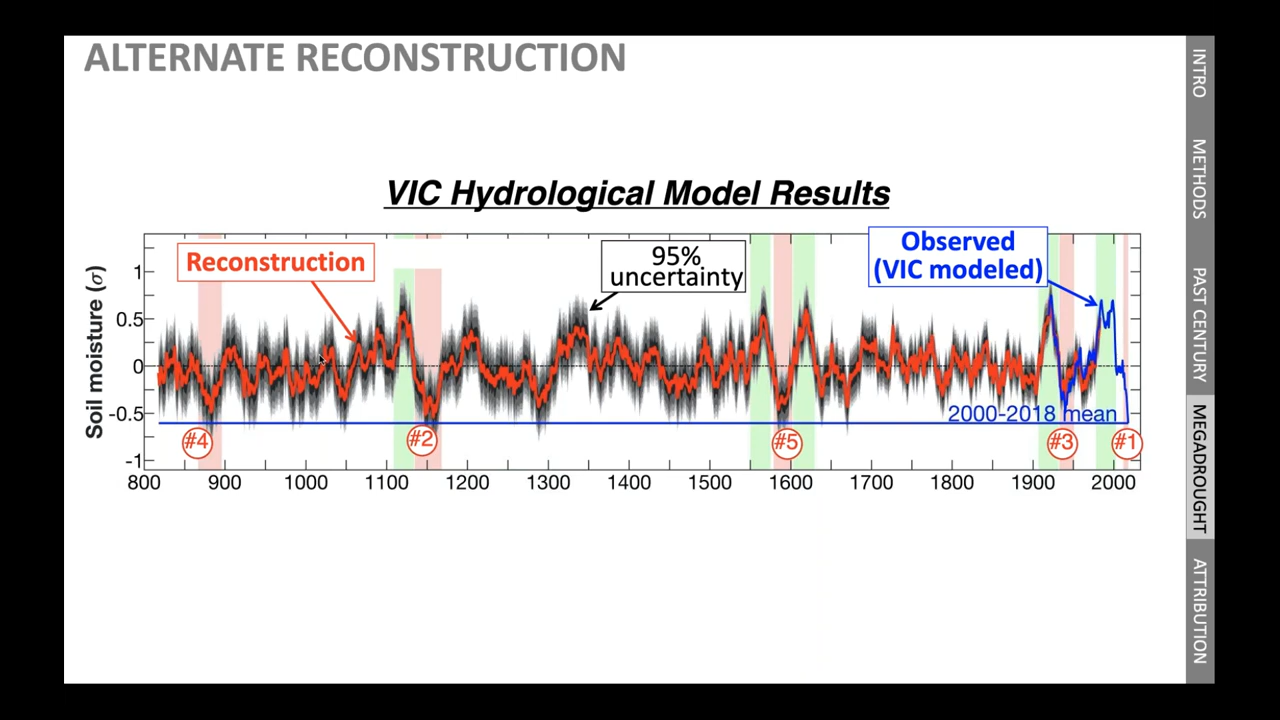 ALTERNATE RECONSTRUCTION
VIC Hydrological Model Results
Reconstruction
95%
uncertainty
Observed
(VIC modeled)
Soil moisture (σ)
1
0.5
0
-0.5
-1
2000-2018 mean
#4
#2
#5
#3
#1
800 900 1000 1100 1200 1300 1400 1500 1600 1700 1800 1900 2000
INTRO
METHODS
PAST CENTURY
MEGADROUGHT
ATTRIBUTION